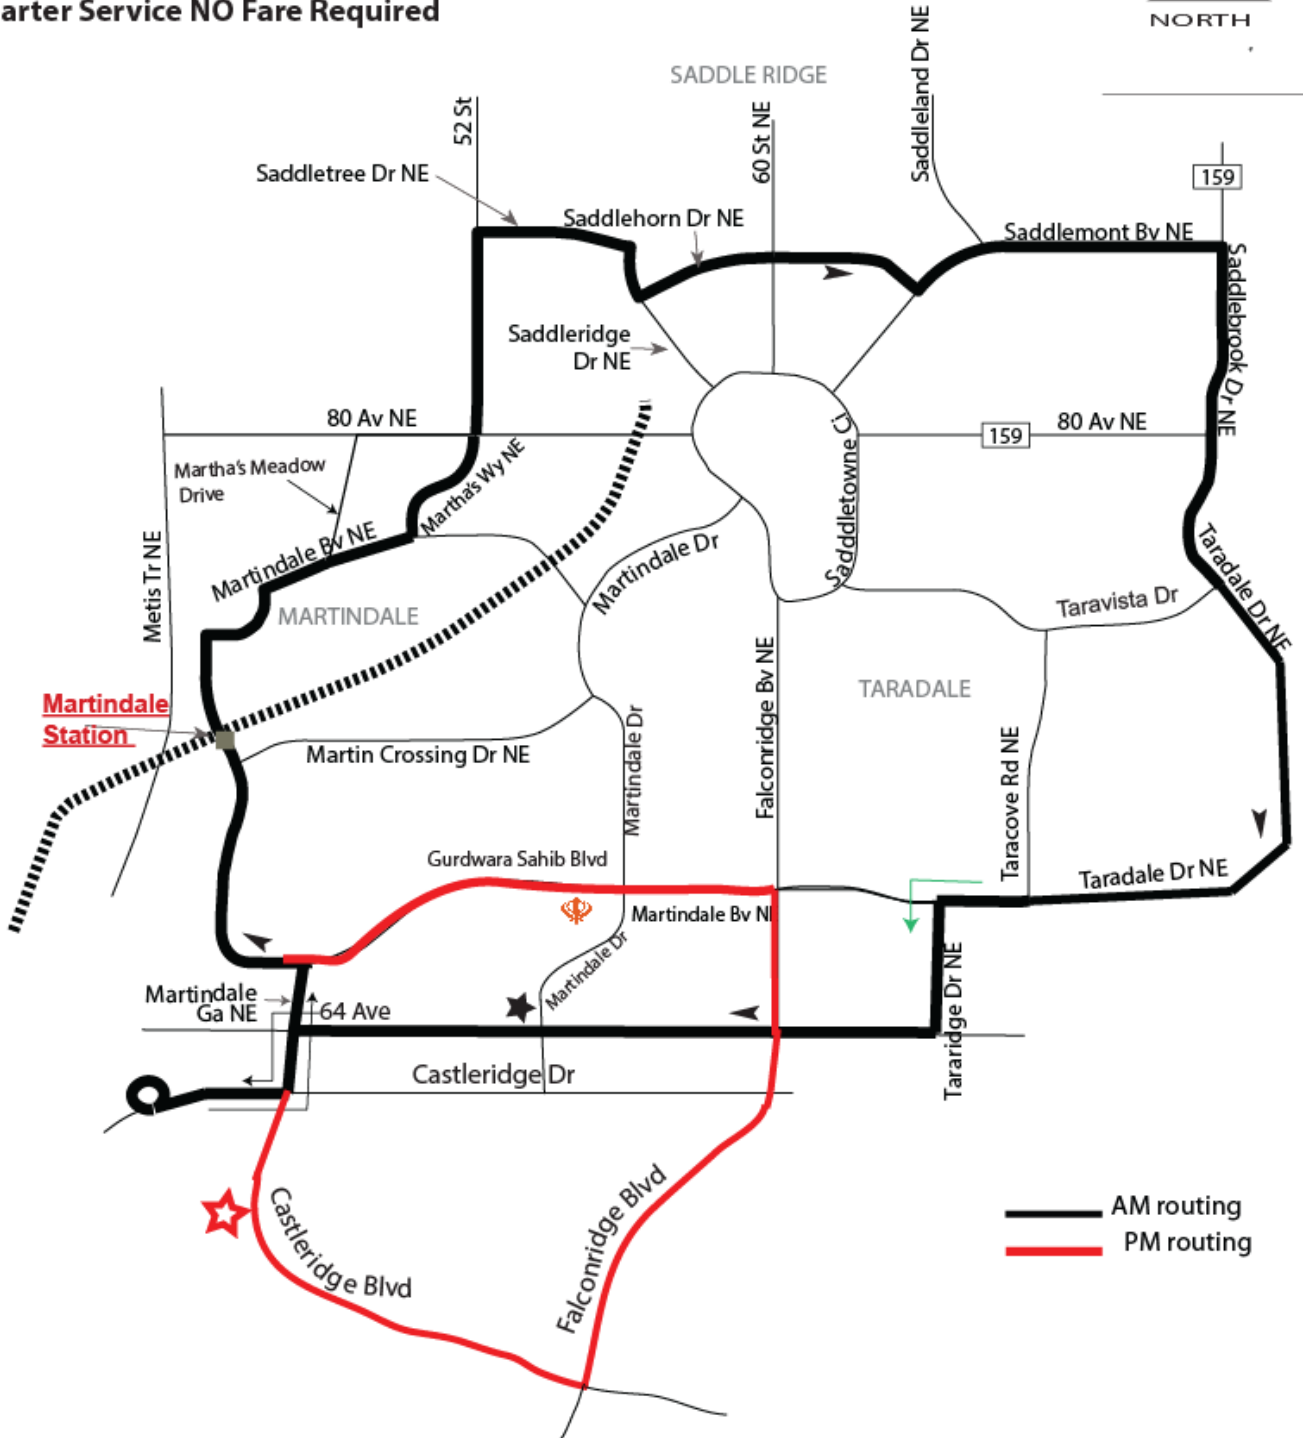 arter Service NO Fare Required
NORTH
SADDLE RIDGE
Saddleland Dr NE
52 St
60 St NE
Saddletree Dr NE
159
Saddlehorn Dr NE
Saddlemont Bv NE
Saddlebrook Dr NE
Saddleridge
Dr NE
80 Av NE
Sadddletowne Ci
159
80 Av NE
Martha's Meadow
Drive
Martha's Wy NE
Martindale Bv NE
Metis Tr NE
Martindale Dr
Taradale Dr NE
Taravista Dr
MARTINDALE
Falconridge Bv NE
TARADALE
Martindale
Station
Martin Crossing Dr NE
Martindale Dr
Taracove Rd NE
Gurdwara Sahib Blvd
Taradale Dr NE
Martindale Bv N
Martindale Dr
Tararidge Dr NE
Martindale
Ga NE
64 Ave
Castleridge Dr
Castleridge Blvd
Falconridge Blvd
AM routing
PM routing